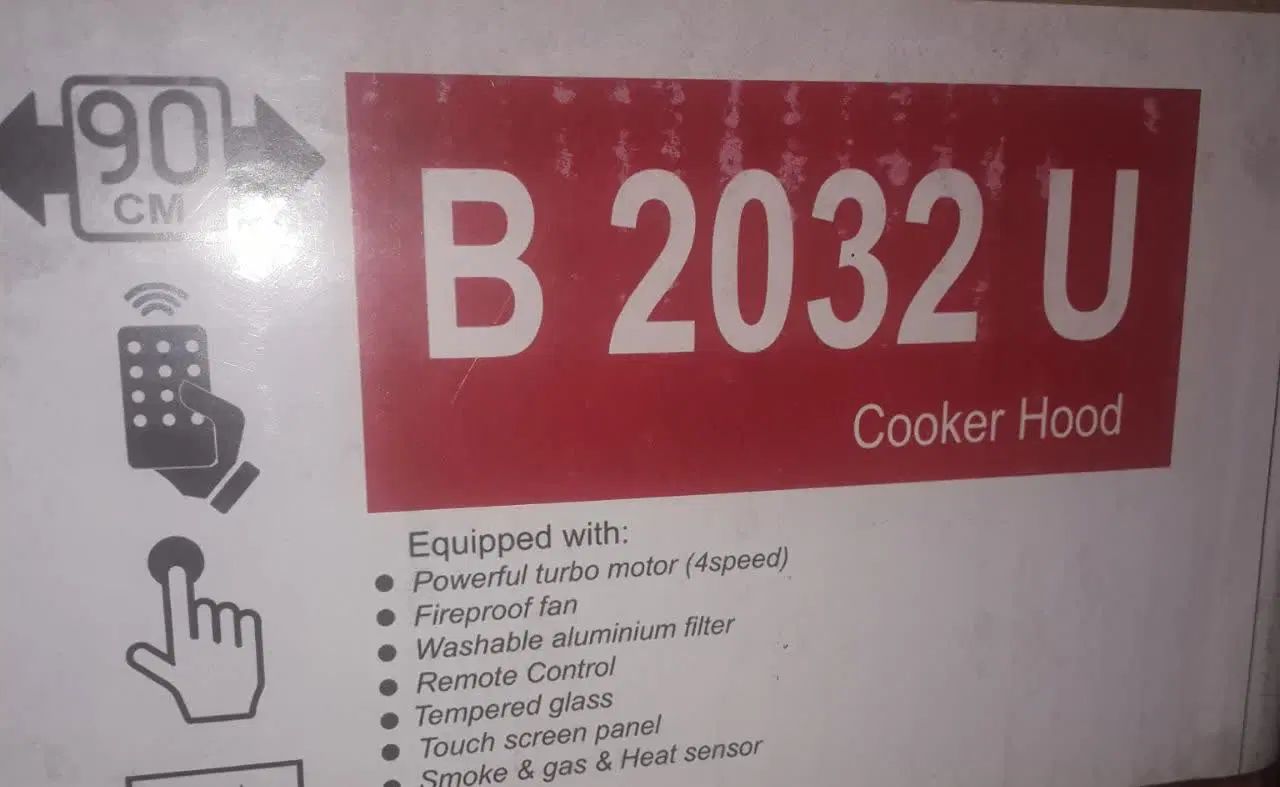 90
CM
B 2032 U
Cooker Hood
Equipped with:
Powerful turbo motor (4speed)
Fireproof fan
Washable aluminium filter
Remote Control
Tempered glass
Touch screen panel
Smoke & gas & Heat sensor